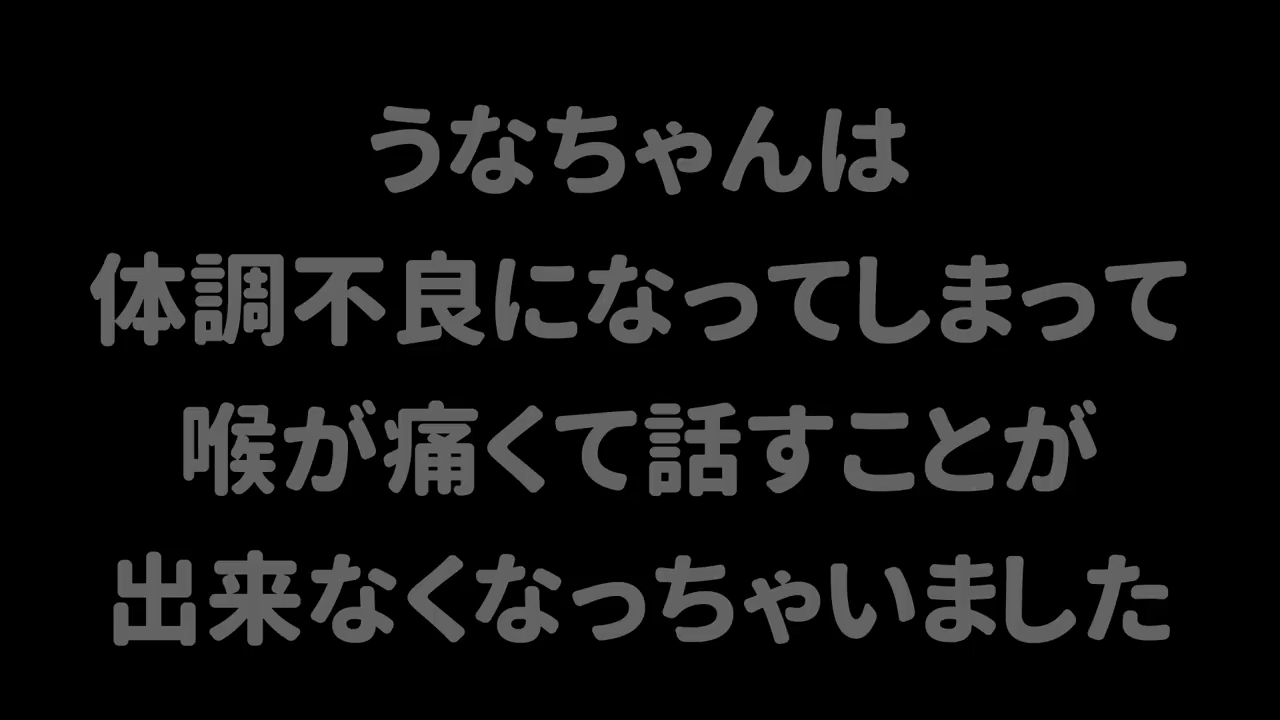 うなちゃんは
体調不良になってしまって
喉が痛くて話すことが
出来なくなっちゃいました